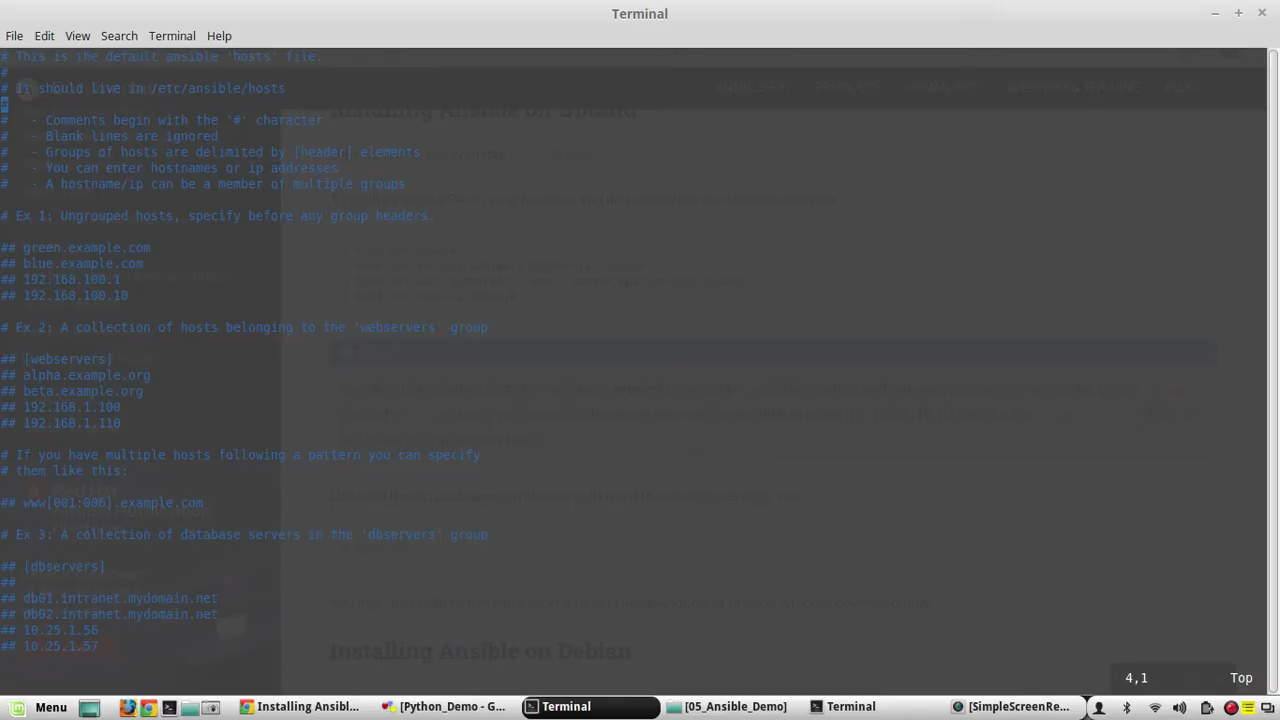 Terminal
File Edit View Search Terminal Help
# This is the default ansible 'hosts' file.
#
# It should live in /etc/ansible/hosts
#
#   - Comments begin with the '#' character
#   - Blank lines are ignored
#   - Groups of hosts are delimited by [header] elements
#   - You can enter hostnames or ip addresses
#   - A hostname/ip can be a member of multiple groups
# Ex 1: Ungrouped hosts, specify before any group headers.
## green.example.com
## blue.example.com
## 192.168.100.1
## 192.168.100.10
# Ex 2: A collection of hosts belonging to the 'webservers' group
## [webservers]
## alpha.example.org
## beta.example.org
## 192.168.1.100
## 192.168.1.110
# If you have multiple hosts following a pattern you can specify
# them like this:
## www[001:006].example.com
# Ex 3: A collection of database servers in the 'dbservers' group
## [dbservers]
##
## db01.intranet.mydomain.net
## db02.intranet.mydomain.net
## 10.25.1.56
## 10.25.1.57
Installing Ansible on Debian
4,1 Top
Menu Installing Ansibl... [Python_Demo - G... Terminal [05_Ansible_Demo] Terminal [SimpleScreenRe...